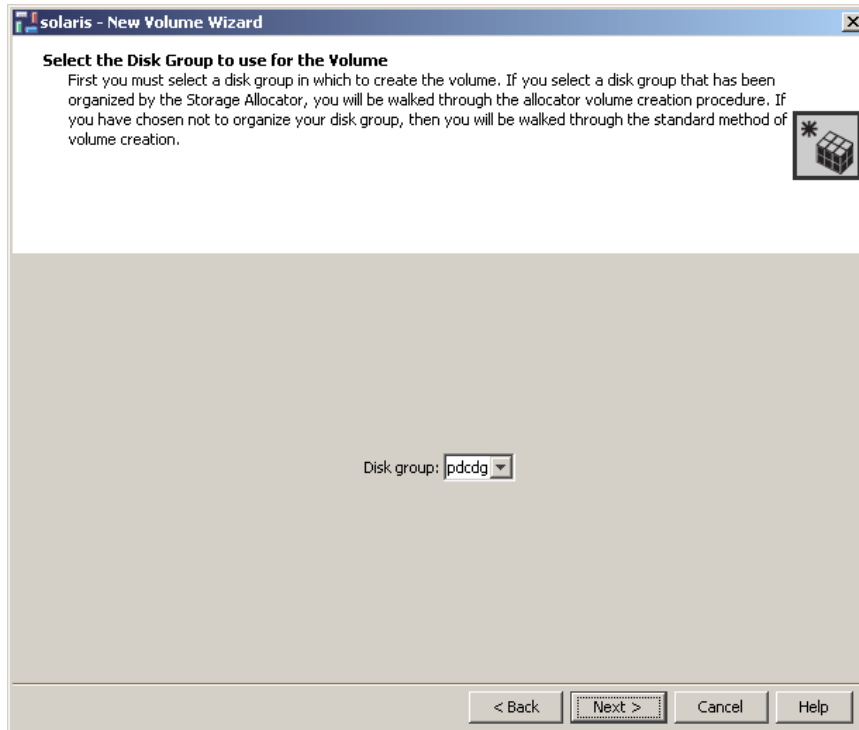 solaris - New Volume Wizard
Select the Disk Group to use for the Volume
First you must select a disk group in which to create the volume. If you select a disk group that has been
organized by the Storage Allocator, you will be walked through the allocator volume creation procedure. If
you have chosen not to organize your disk group, then you will be walked through the standard method of
volume creation.
Disk group: pdcdg
< Back Next > Cancel Help